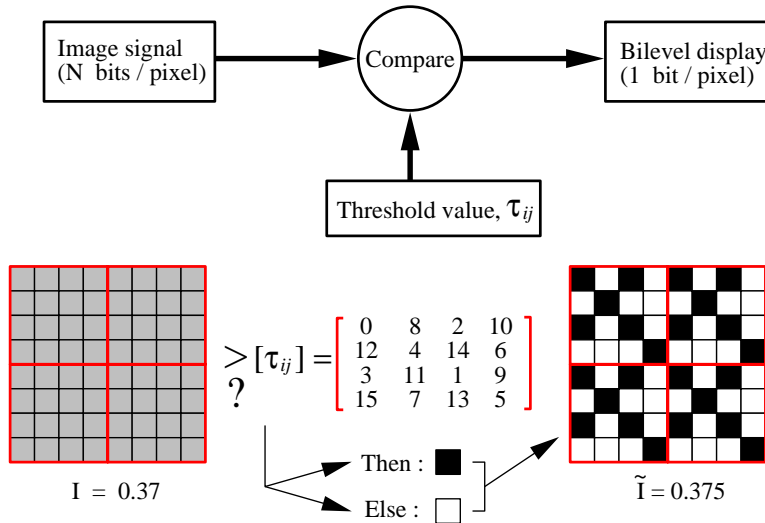 Image signal
(N bits / pixel)
Compare
Bilevel display
(1 bit / pixel)
Threshold value, τij
> [τij] =
?
0 8 2 10
12 4 14 6
3 11 1 9
15 7 13 5
Then :
Else :
I = 0.37
Ĩ = 0.375